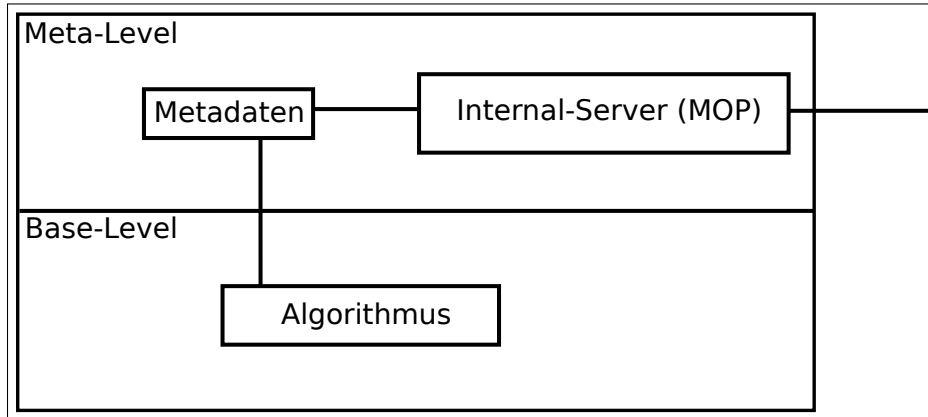 Meta-Level
Metadaten
Internal-Server (MOP)
Base-Level
Algorithmus